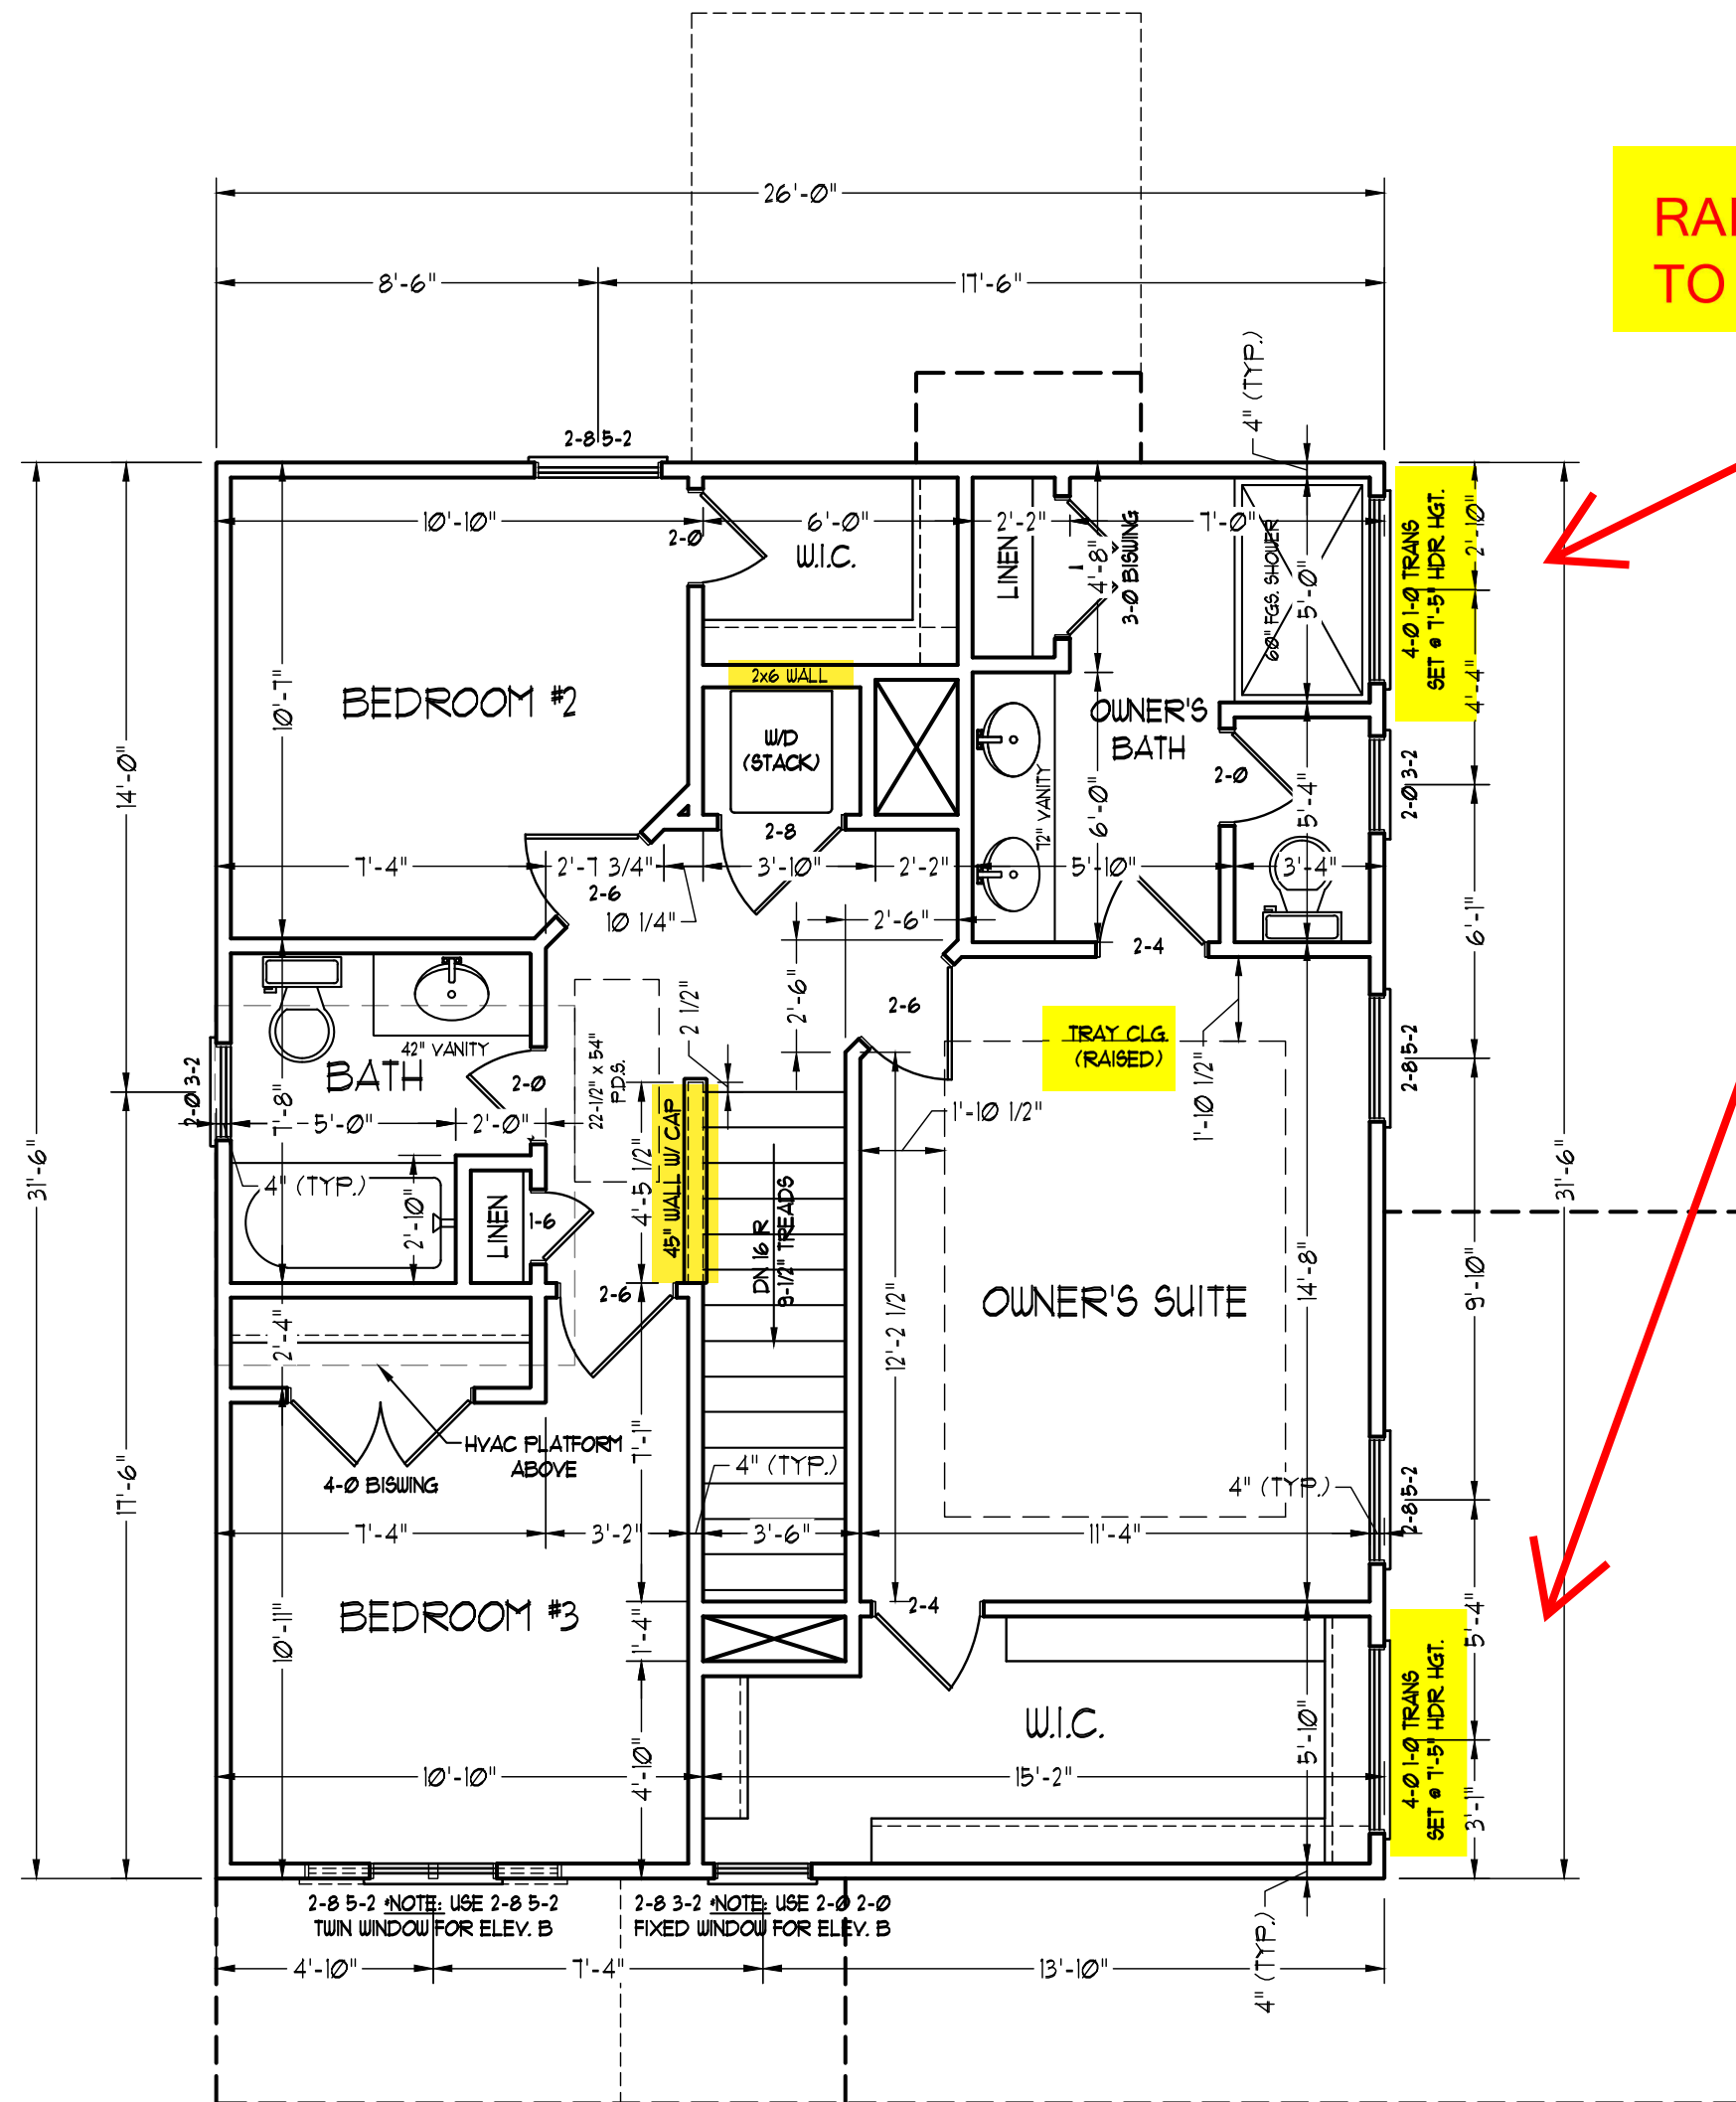 26'-0"
RAI
TO
8'-6"
17'-6"
4" (TYP.)
2-8 5-2
10'-10"
2-0
6'-0"
W.I.C.
2'-2"
LINEN
4'-8"
3-0 BISWING
7'-0"
60" FGS. SHOWER
5'-0"
4-0 1-0 TRANS
SET @ 7'-5" HDR. HGT.
2'-10"
4'-4"
BEDROOM #2
10'-7"
2x6 WALL
W/D
(STACK)
2-8
OWNER'S
BATH
72" VANITY
6'-0"
2-0
5'-4"
2-0 3-2
14'-0"
7'-4"
2'-7 3/4"
2-6
10 1/4"
3'-10"
2'-2"
5'-10"
3'-4"
2'-6"
2-4
6'-1"
2'-6"
2-6
TRAY CLG.
(RAISED)
1'-10 1/2"
2-8 5-2
42" VANITY
BATH
2-0 3-2
2-0
22-1/2" x 54"
P.D.S.
2 1/2"
7'-8"
5'-0"
2'-0"
1'-10 1/2"
31'-6"
31'-6"
4" (TYP.)
2'-10"
LINEN
1-6
4'-5 1/2"
45" WALL W/ CAP
DN 16 R
9-1/2" TREADS
2-6
OWNER'S SUITE
14'-8"
9'-10"
12'-2 1/2"
2'-4"
HVAC PLATFORM
ABOVE
4-0 BISWING
7'-1"
4" (TYP.)
4" (TYP.)
2-8 5-2
17'-6"
7'-4"
3'-2"
3'-6"
11'-4"
BEDROOM #3
10'-11"
1'-4"
2-4
5'-4"
4-0 1-0 TRANS
SET @ 7'-5" HDR. HGT.
W.I.C.
5'-10"
4'-10"
10'-10"
15'-2"
3'-1"
2-8 5-2 *NOTE: USE 2-8 5-2
TWIN WINDOW FOR ELEV. B
2-8 3-2 *NOTE: USE 2-0 2-0
FIXED WINDOW FOR ELEV. B
4'-10"
7'-4"
13'-10"
4" (TYP.)